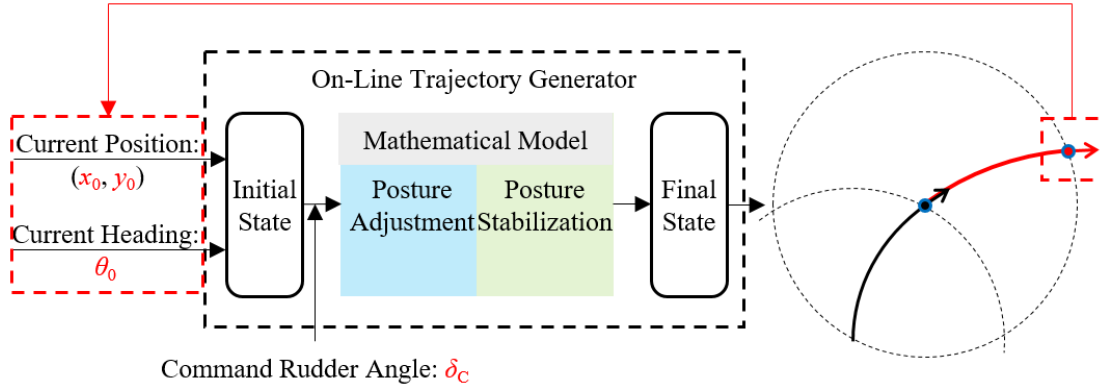 On-Line Trajectory Generator
Current Position:
(x₀, y₀)
Current Heading:
θ₀
Initial
State
Mathematical Model
Posture
Adjustment
Posture
Stabilization
Final
State
Command Rudder Angle: δ_C